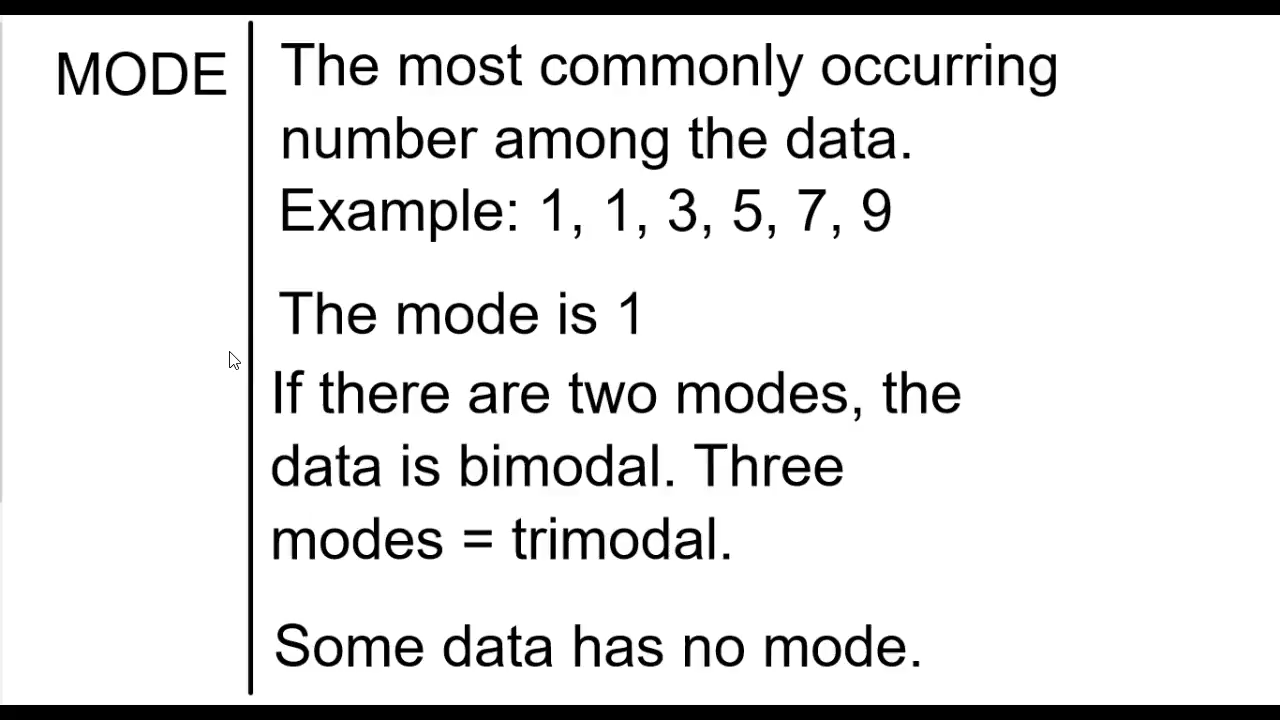 MODE
The most commonly occurring
number among the data.
Example: 1, 1, 3, 5, 7, 9
The mode is 1
If there are two modes, the
data is bimodal. Three
modes = trimodal.
Some data has no mode.